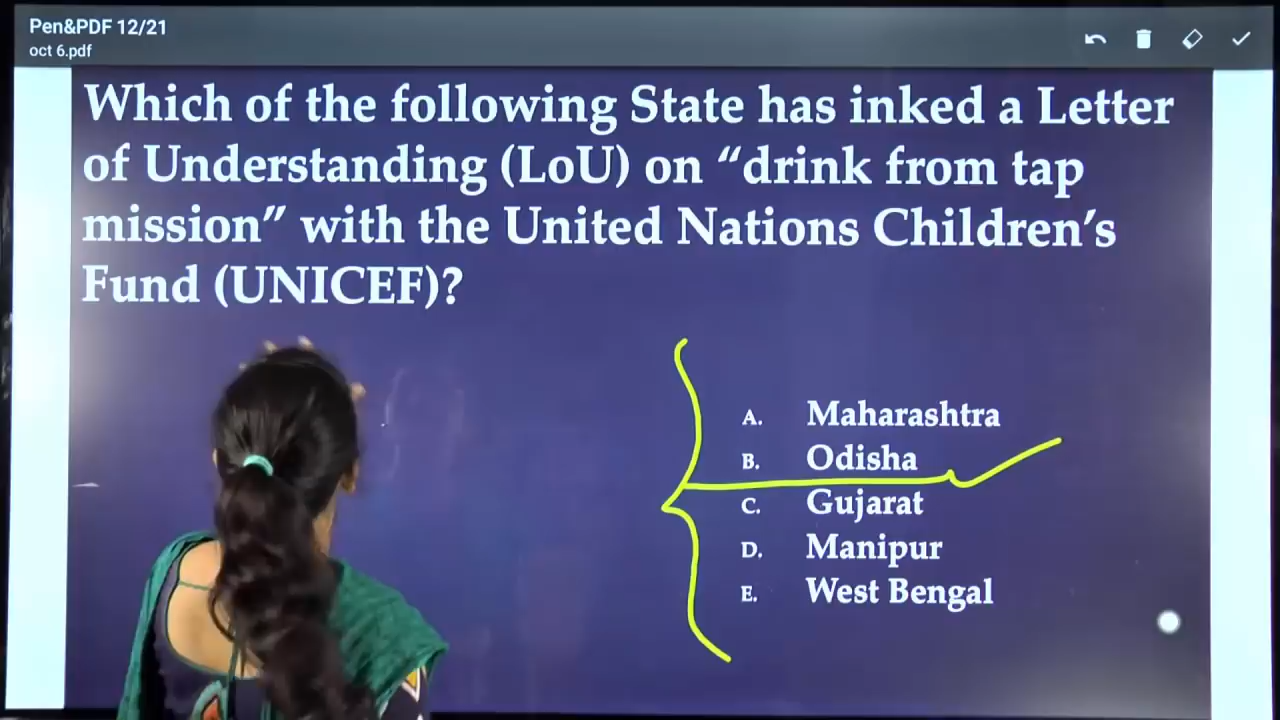 Pen&PDF 12/21
oct 6.pdf
Which of the following State has inked a Letter
of Understanding (LoU) on “drink from tap
mission” with the United Nations Children’s
Fund (UNICEF)?
A. Maharashtra
B. Odisha
C. Gujarat
D. Manipur
E. West Bengal